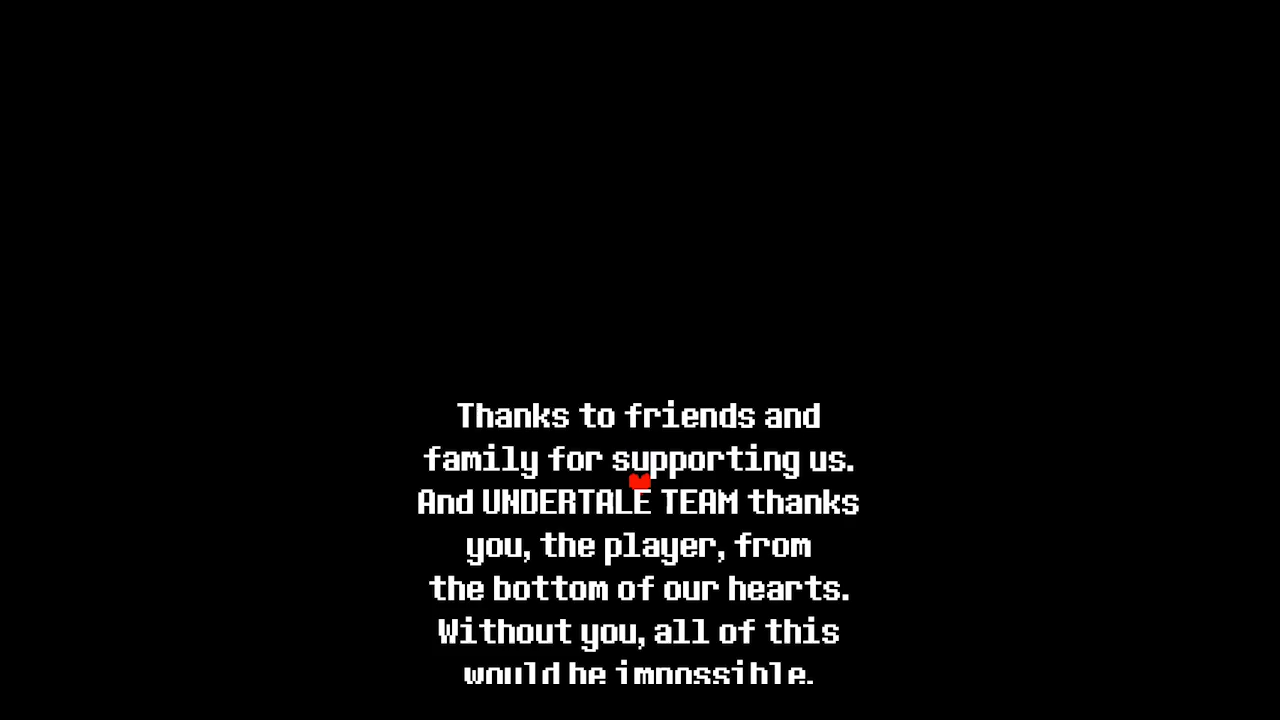 Thanks to friends and
family for supporting us.
And UNDERTALE TEAM thanks
you, the player, from
the bottom of our hearts.
Without you, all of this
would be impossible.